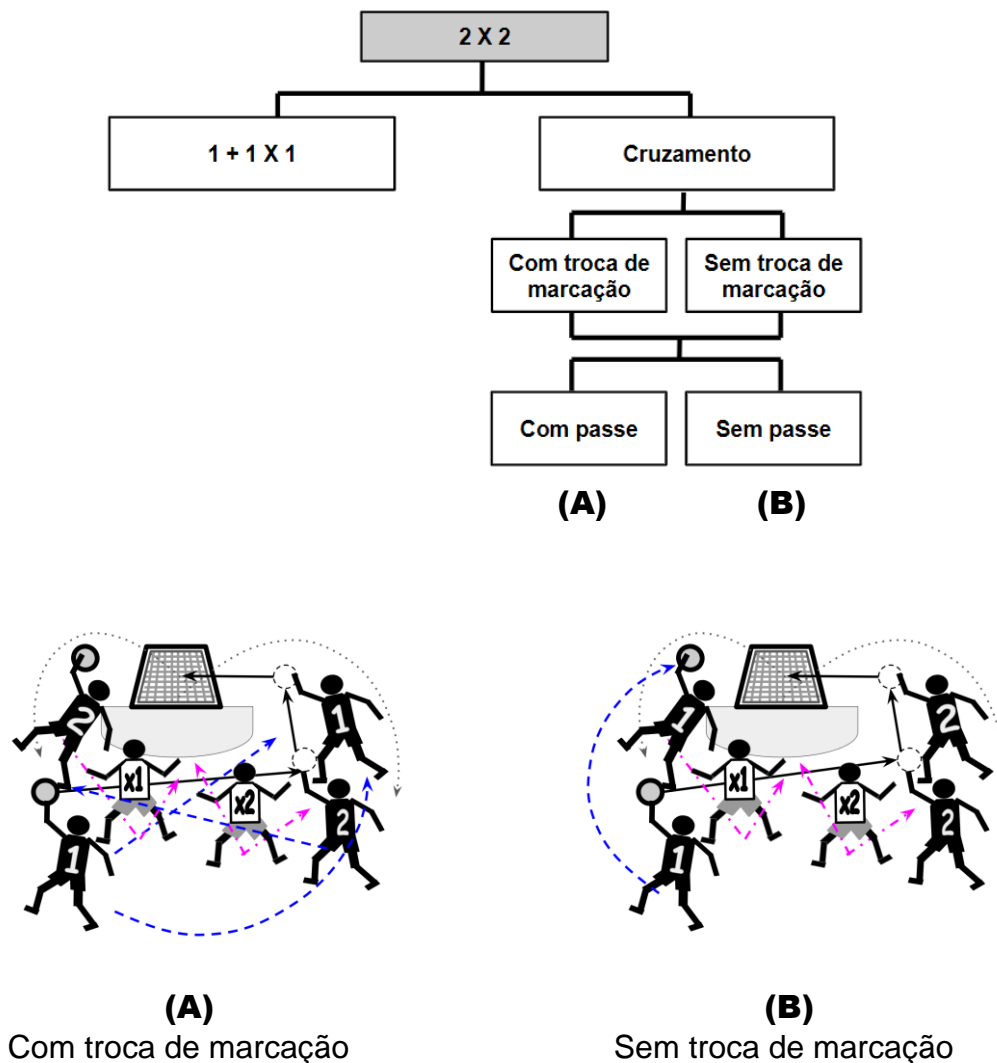 2 X 2
1 + 1 X 1
Cruzamento
Com troca de
marcação
Sem troca de
marcação
Com passe
Sem passe
(A)
(B)
2
1
x1
x2
1
2
1
2
x1
x2
1
2
(A)
Com troca de marcação
(B)
Sem troca de marcação